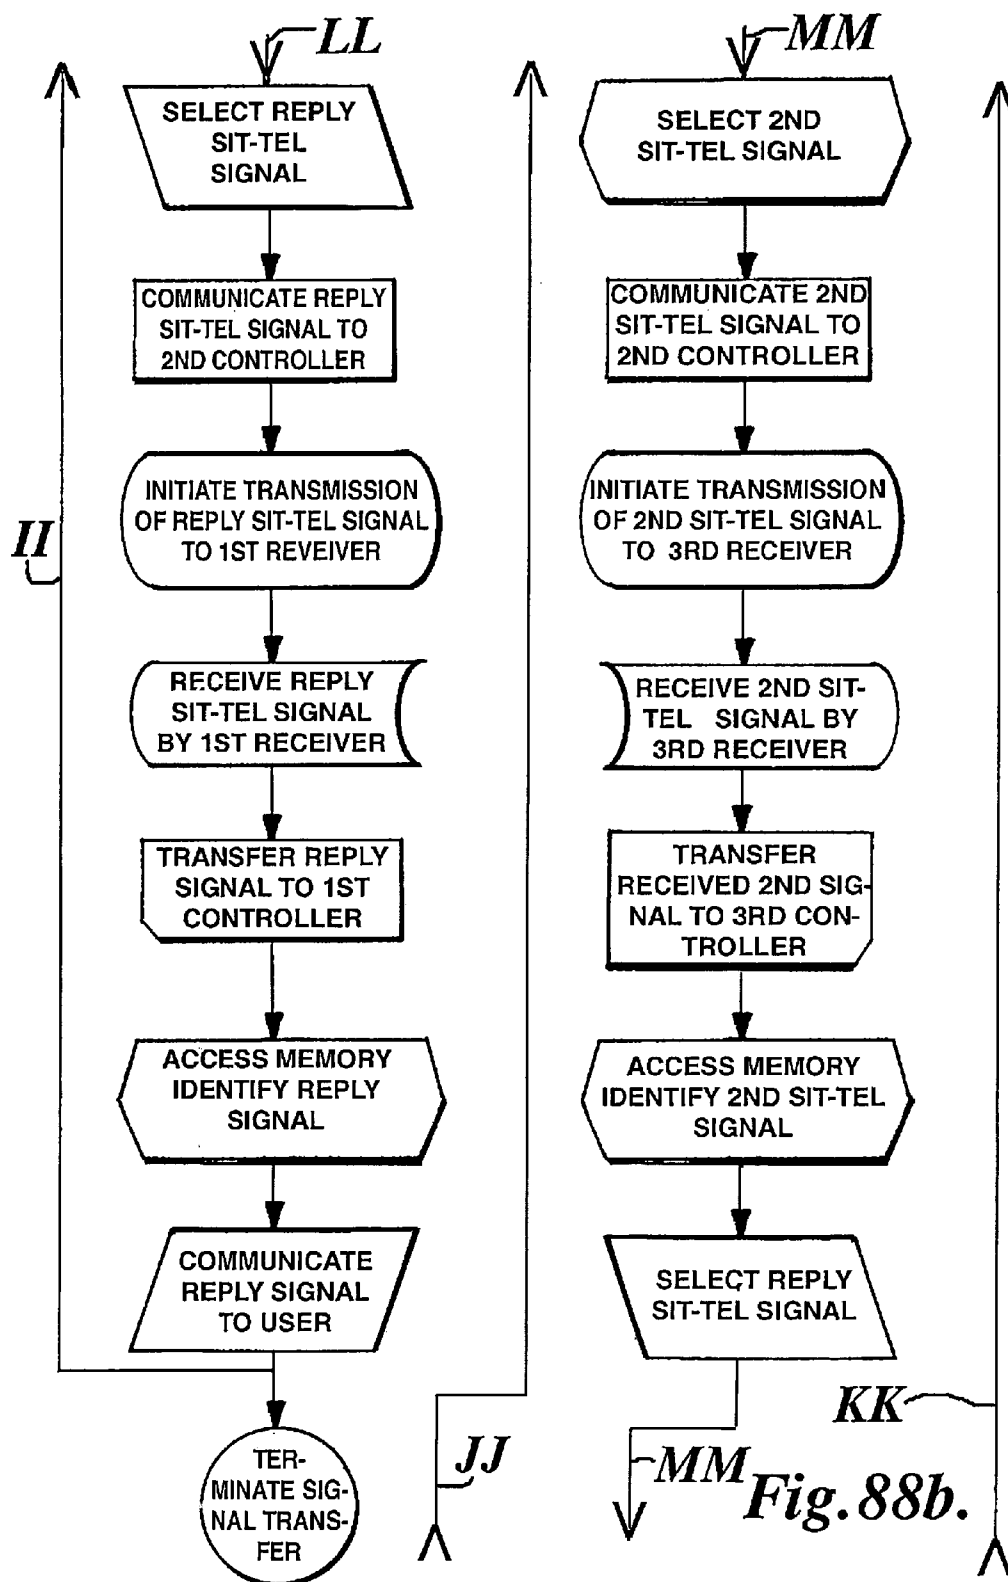 LL
SELECT REPLY
SIT-TEL
SIGNAL
COMMUNICATE REPLY
SIT-TEL SIGNAL TO
2ND CONTROLLER
INITIATE TRANSMISSION
OF REPLY SIT-TEL SIGNAL
TO 1ST REVEIVER
II
RECEIVE REPLY
SIT-TEL SIGNAL
BY 1ST RECEIVER
TRANSFER REPLY
SIGNAL TO 1ST
CONTROLLER
ACCESS MEMORY
IDENTIFY REPLY
SIGNAL
COMMUNICATE
REPLY SIGNAL
TO USER
TER-
MINATE SIG-
NAL TRANS-
FER
JJ
MM
SELECT 2ND
SIT-TEL SIGNAL
COMMUNICATE 2ND
SIT-TEL SIGNAL TO
2ND CONTROLLER
INITIATE TRANSMISSION
OF 2ND SIT-TEL SIGNAL
TO 3RD RECEIVER
RECEIVE 2ND SIT-
TEL SIGNAL BY
3RD RECEIVER
TRANSFER
RECEIVED 2ND SIG-
NAL TO 3RD CON-
TROLLER
ACCESS MEMORY
IDENTIFY 2ND SIT-TEL
SIGNAL
SELECT REPLY
SIT-TEL SIGNAL
KK
MM
Fig.88b.